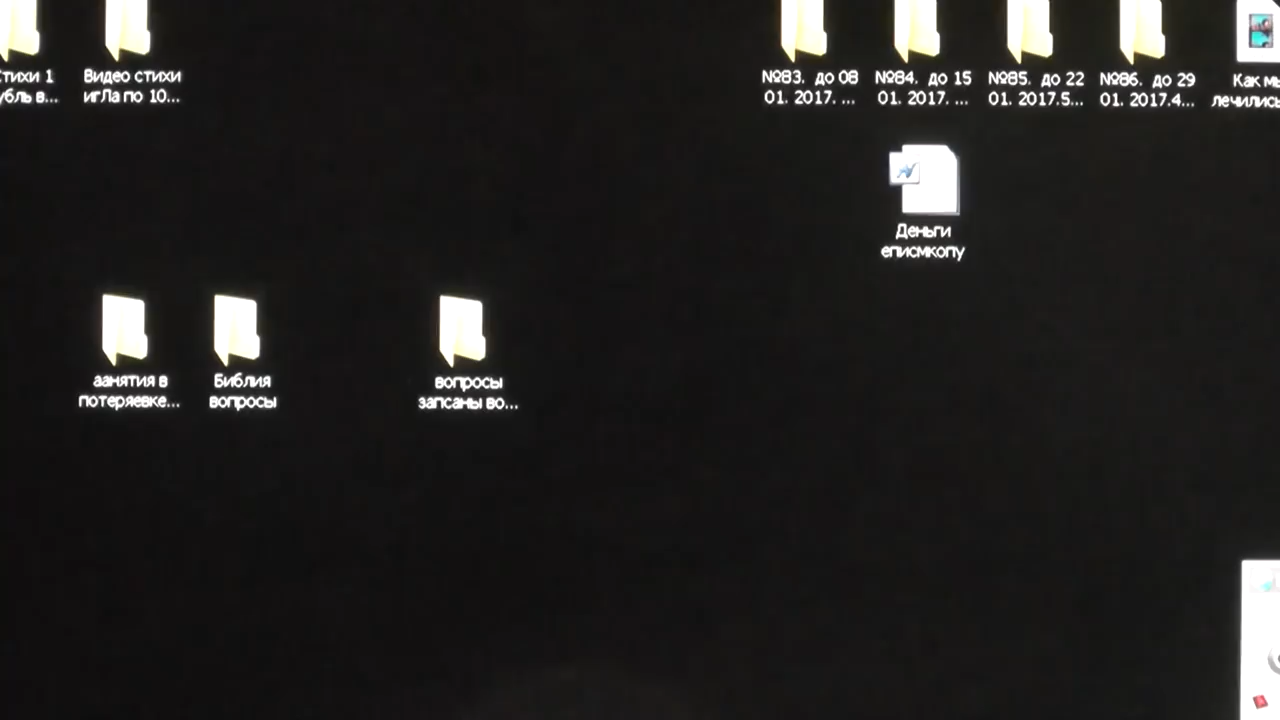 Стихи 1
убль в...
Видео стихи
игЛа по 10...
№83. до 08
01. 2017. ...
№84. до 15
01. 2017. ...
№85. до 22
01. 2017.5...
№86. до 29
01. 2017.4...
Как мы
лечились
Деньги
еписмкопу
аанятия в
потеряевке...
Библия
вопросы
вопросы
запсаны во...